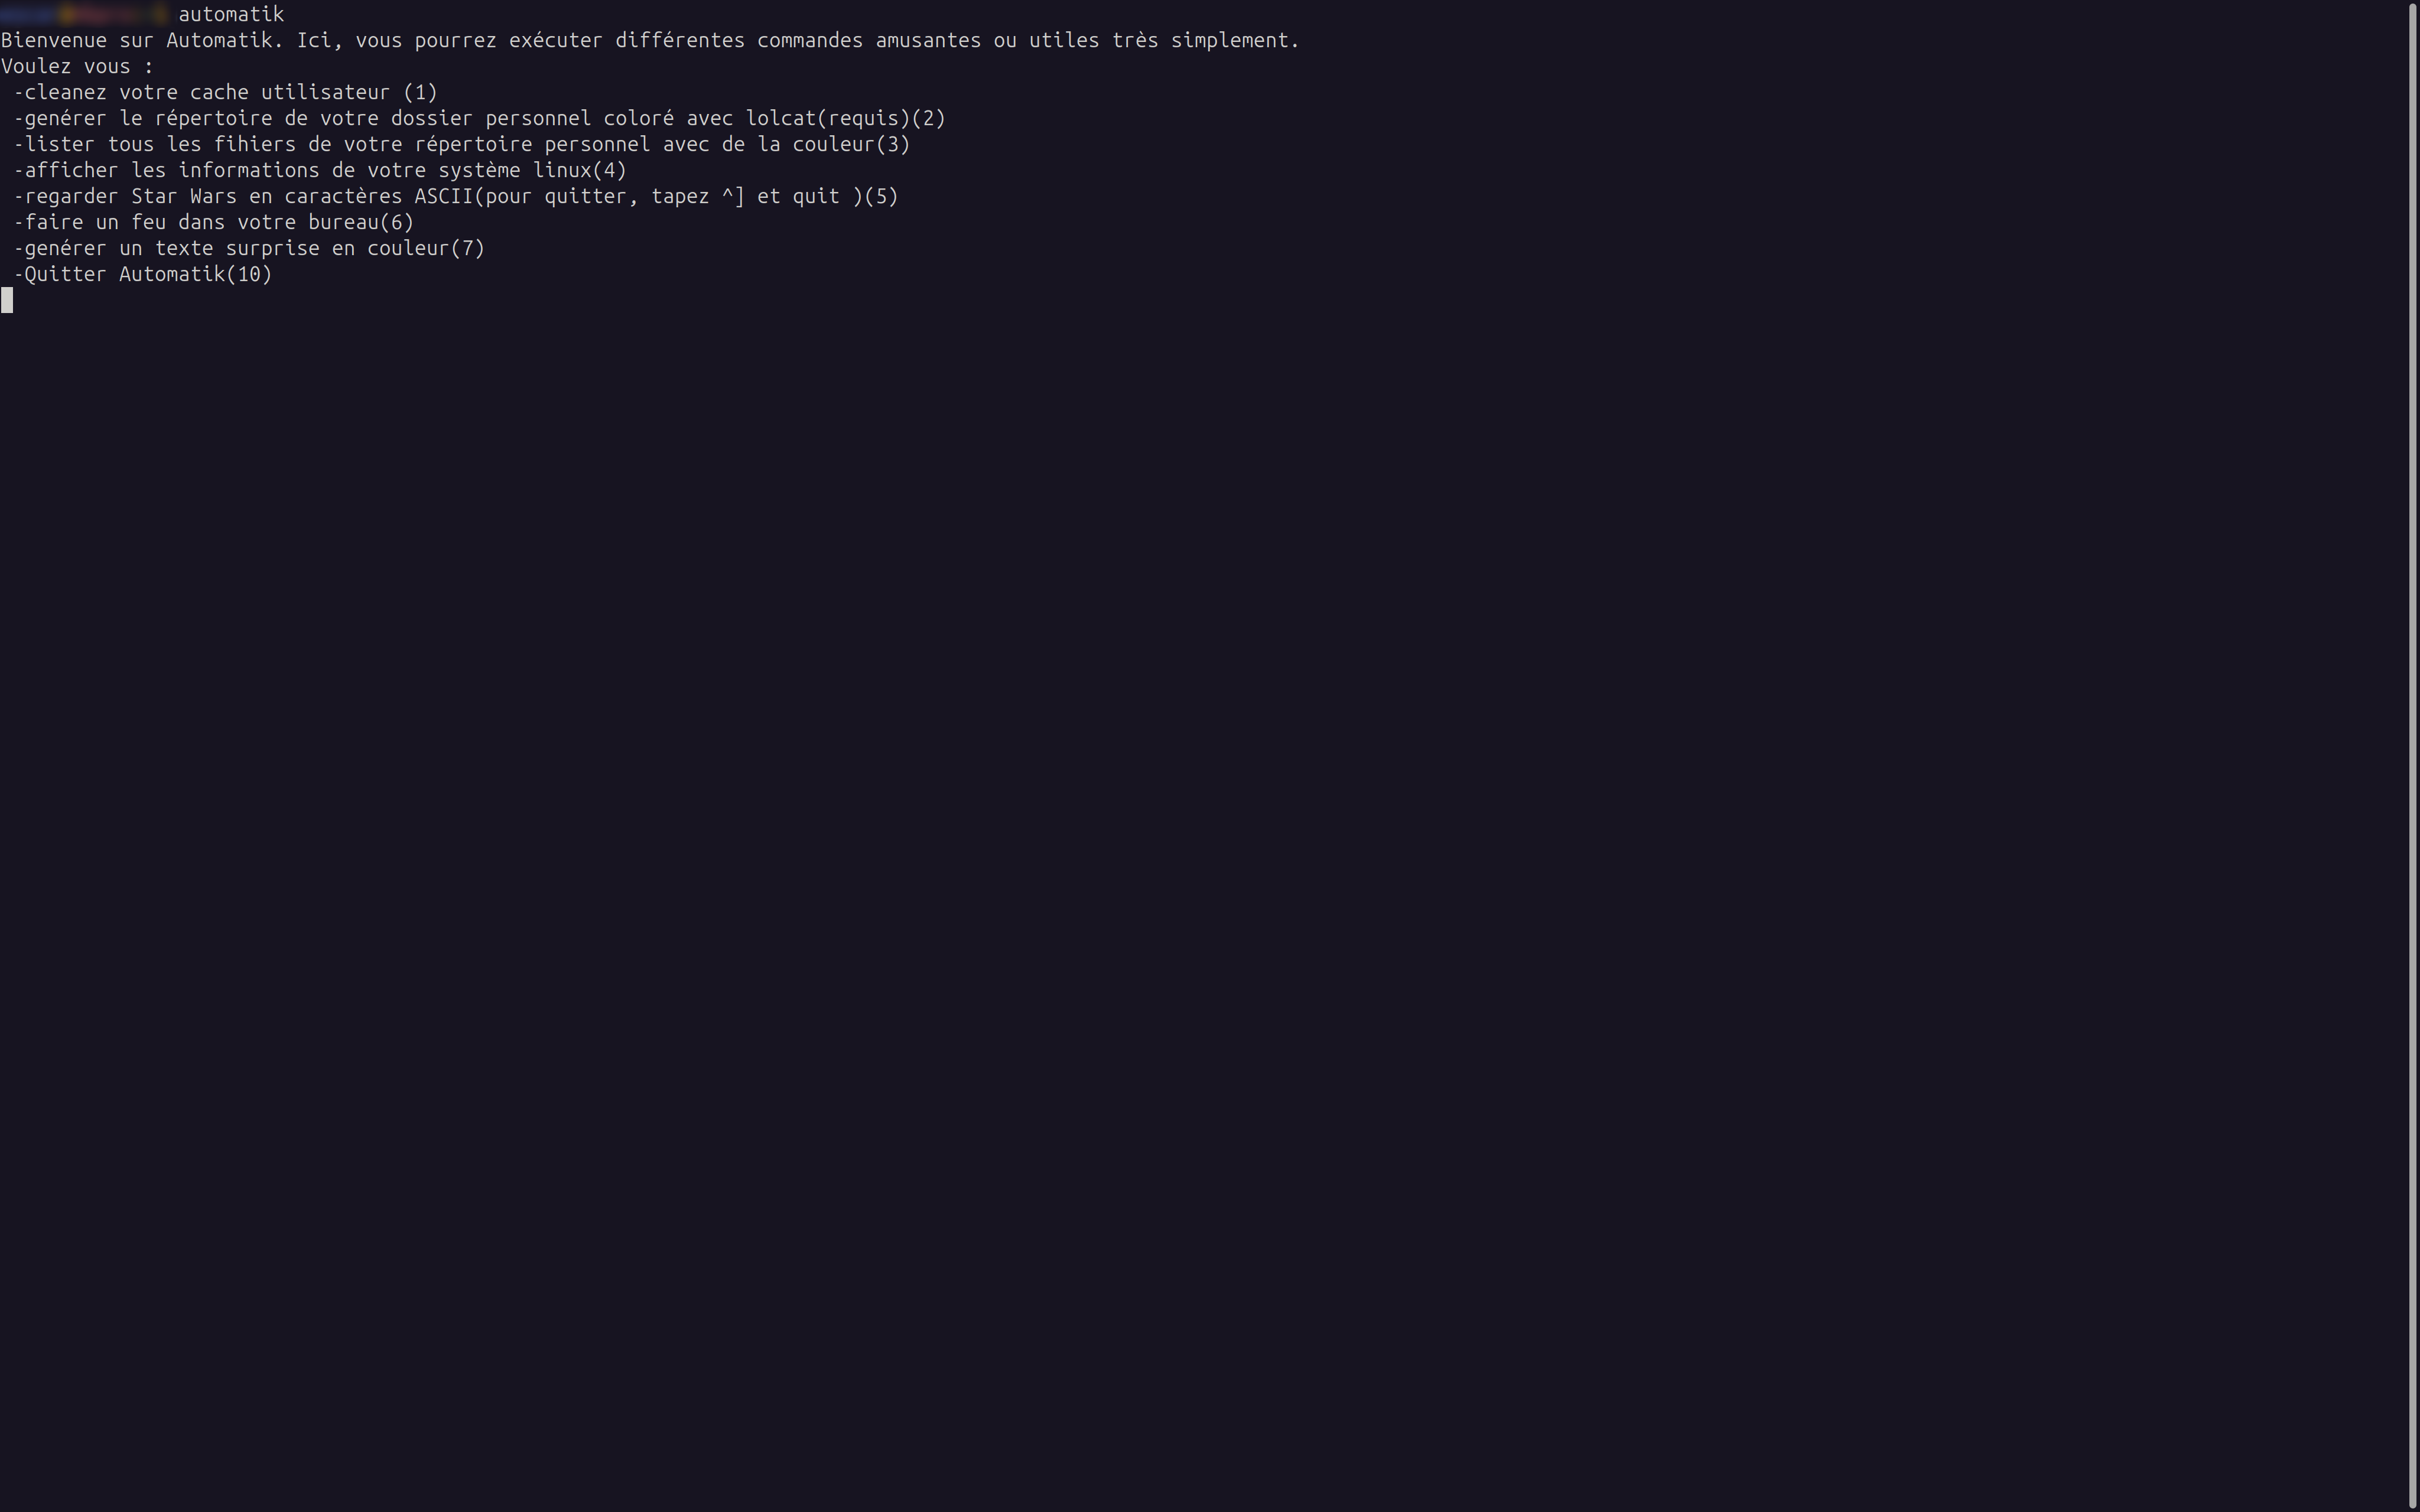 automatik
Bienvenue sur Automatik. Ici, vous pourrez exécuter différentes commandes amusantes ou utiles très simplement.
Voulez vous :
-cleanez votre cache utilisateur (1)
-genérer le répertoire de votre dossier personnel coloré avec lolcat(requis)(2)
-lister tous les fihiers de votre répertoire personnel avec de la couleur(3)
-afficher les informations de votre système linux(4)
-regarder Star Wars en caractères ASCII(pour quitter, tapez ^] et quit )(5)
-faire un feu dans votre bureau(6)
-genérer un texte surprise en couleur(7)
-Quitter Automatik(10)